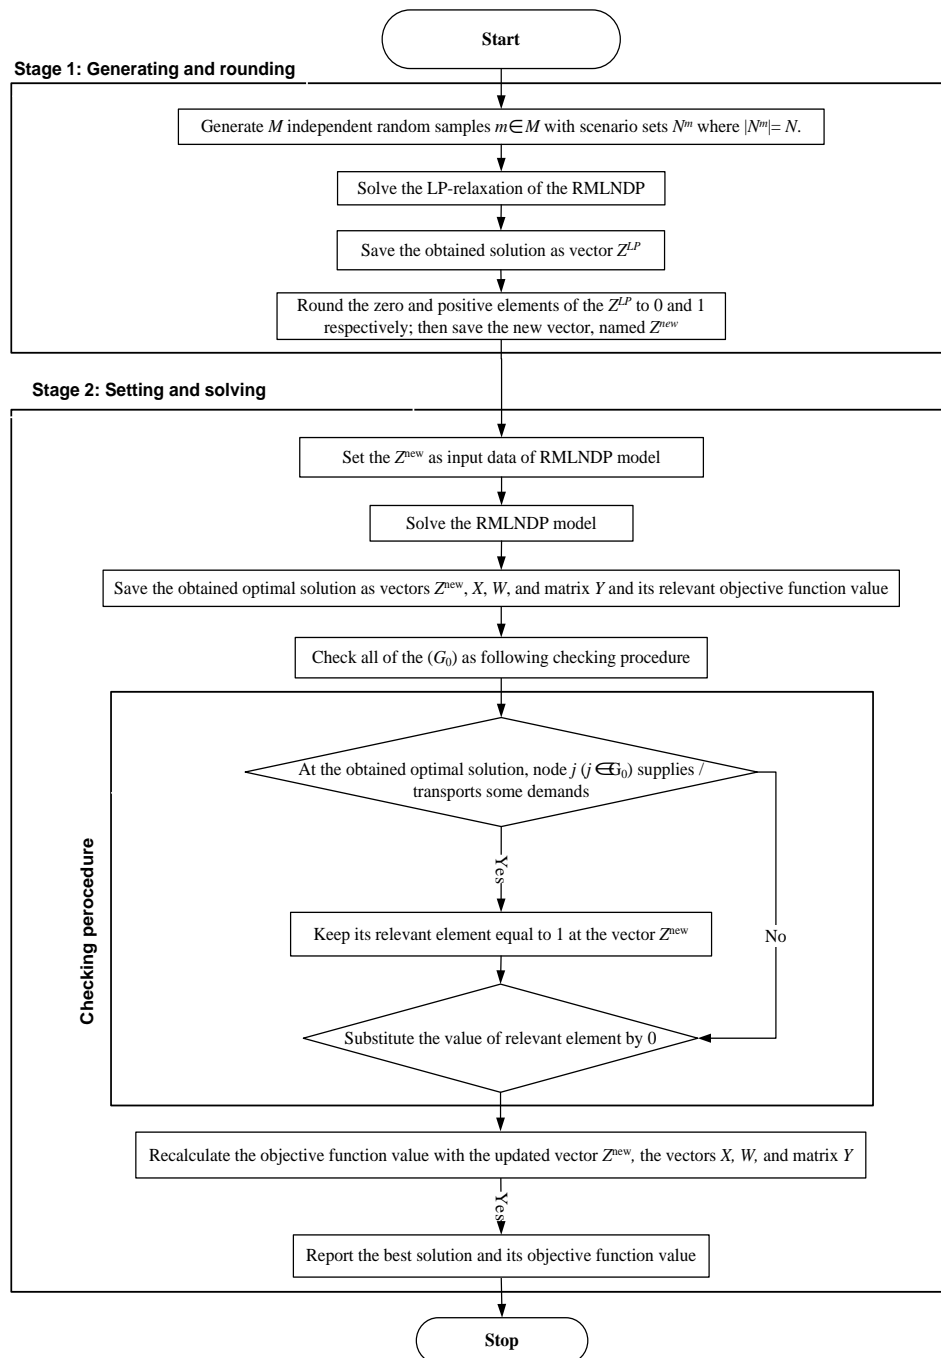 Start
Stage 1: Generating and rounding
Generate M independent random samples m∈M with scenario sets Nᵐ where |Nᵐ|= N.
Solve the LP-relaxation of the RMLNDP
Save the obtained solution as vector Z^LP
Round the zero and positive elements of the Z^LP to 0 and 1
respectively; then save the new vector, named Z^new
Stage 2: Setting and solving
Set the Z^new as input data of RMLNDP model
Solve the RMLNDP model
Save the obtained optimal solution as vectors Z^new, X, W, and matrix Y and its relevant objective function value
Check all of the (G₀) as following checking procedure
Checking perocedure
At the obtained optimal solution, node j (j∈G₀) supplies /
transports some demands
Yes
No
Keep its relevant element equal to 1 at the vector Z^new
Substitute the value of relevant element by 0
Recalculate the objective function value with the updated vector Z^new, the vectors X, W, and matrix Y
Yes
Report the best solution and its objective function value
Stop